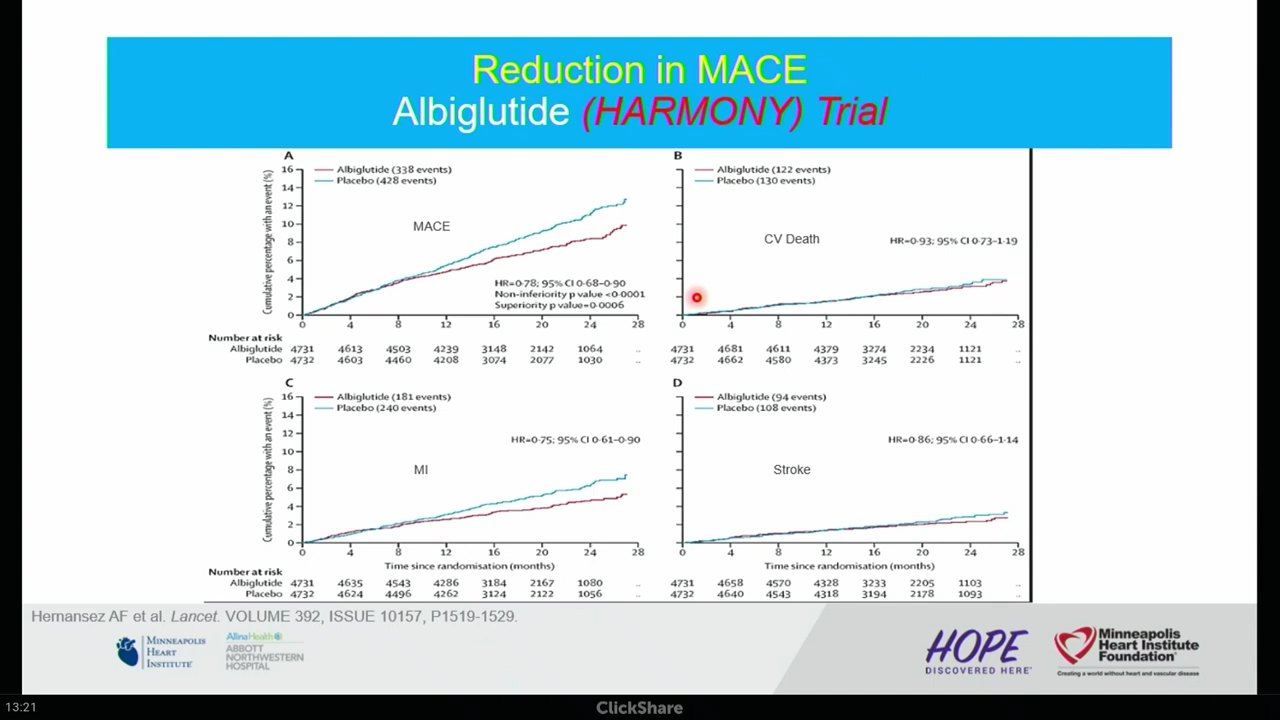 Reduction in MACE
Albiglutide (HARMONY) Trial
A
Albiglutide (338 events)
Placebo (428 events)
MACE
HR=0·78; 95% CI 0·68–0·90
Non-inferiority p value <0·0001
Superiority p value=0·0006
Cumulative percentage with an event (%)
16
14
12
10
8
6
4
2
0
0 4 8 12 16 20 24 28
Number at risk
Albiglutide 4731 4613 4503 4239 3148 2142 1064 ..
Placebo 4732 4603 4460 4208 3074 2077 1030 ..
B
Albiglutide (122 events)
Placebo (130 events)
CV Death
HR=0·93; 95% CI 0·73–1·19
0 4 8 12 16 20 24 28
4731 4681 4611 4379 3274 2234 1121 ..
4732 4662 4580 4373 3245 2226 1121 ..
C
Albiglutide (181 events)
Placebo (240 events)
HR=0·75; 95% CI 0·61–0·90
MI
Cumulative percentage with an event (%)
16
14
12
10
8
6
4
2
0
0 4 8 12 16 20 24 28
Time since randomisation (months)
Number at risk
Albiglutide 4731 4635 4543 4286 3184 2167 1080 ..
Placebo 4732 4624 4496 4262 3124 2122 1056 ..
D
Albiglutide (94 events)
Placebo (108 events)
HR=0·86; 95% CI 0·66–1·14
Stroke
0 4 8 12 16 20 24 28
Time since randomisation (months)
4731 4658 4570 4328 3233 2205 1103 ..
4732 4640 4543 4318 3194 2178 1093 ..
Hernansez AF et al. Lancet. VOLUME 392, ISSUE 10157, P1519-1529.
MINNEAPOLIS
HEART
INSTITUTE
AllinaHealth
ABBOTT
NORTHWESTERN
HOSPITAL
HOPE
DISCOVERED HERE
Minneapolis
Heart Institute
Foundation
Creating a world without heart and vascular disease
13:21
ClickShare